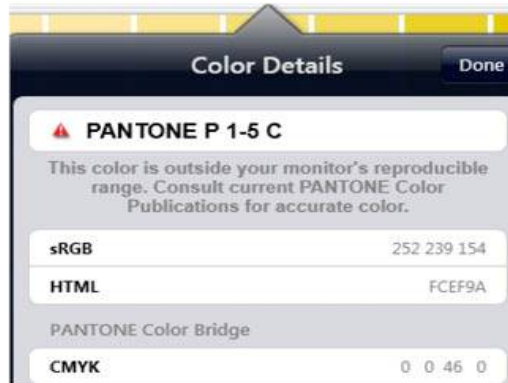 Color Details
Done
PANTONE P 1-5 C
This color is outside your monitor's reproducible
range. Consult current PANTONE Color
Publications for accurate color.
sRGB 252 239 154
HTML FCEF9A
PANTONE Color Bridge
CMYK 0 0 46 0